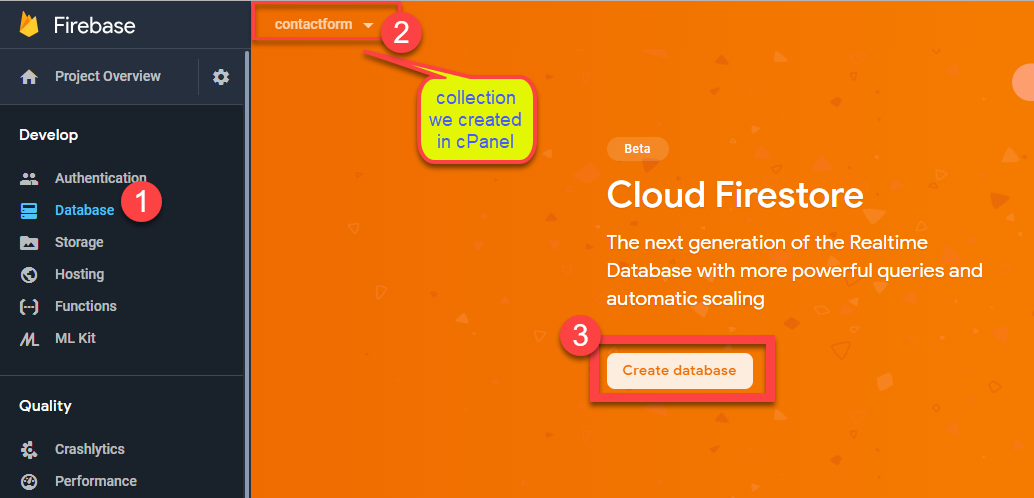 Firebase
Project Overview
Develop
Authentication
Database
Storage
Hosting
Functions
ML Kit
Quality
Crashlytics
Performance
1
contactform
2
collection
we created
in cPanel
Beta
Cloud Firestore
The next generation of the Realtime
Database with more powerful queries and
automatic scaling
3
Create database